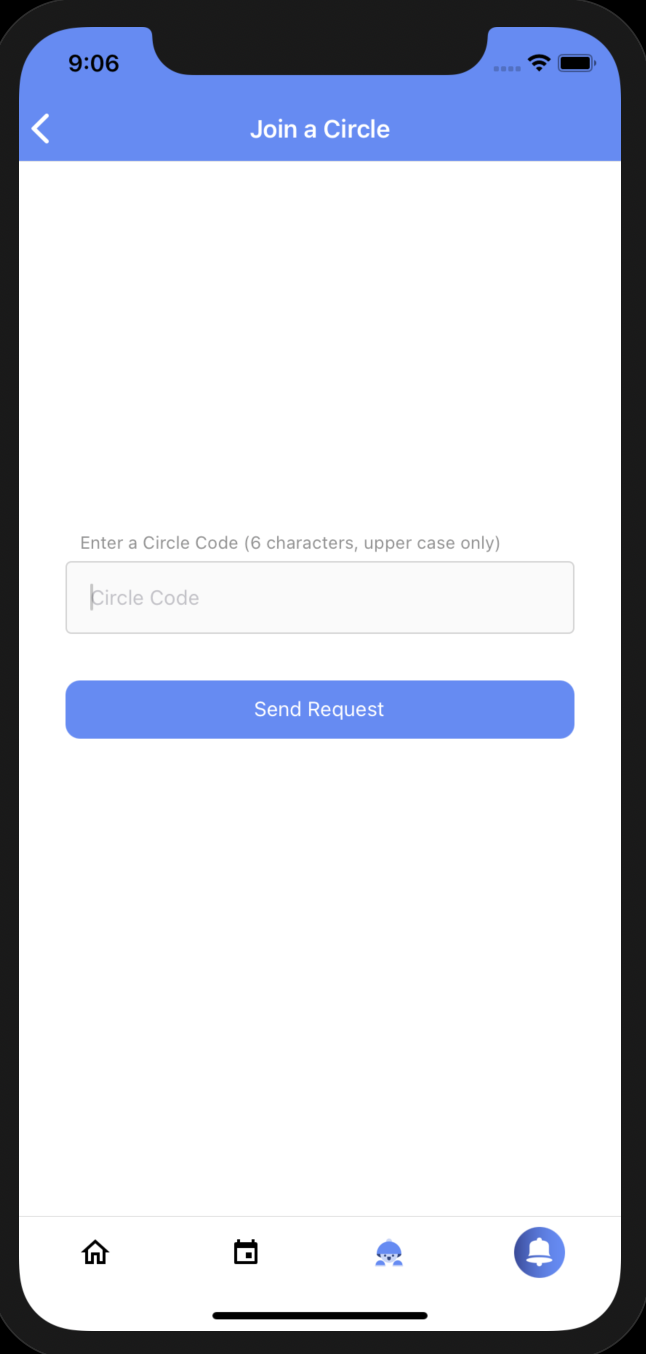 9:06
Join a Circle
Enter a Circle Code (6 characters, upper case only)
Circle Code
Send Request